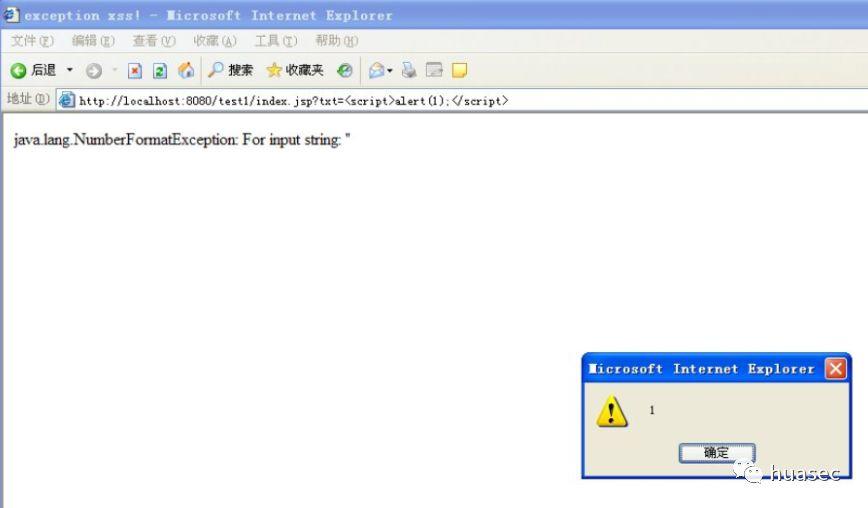 exception xss! - Microsoft Internet Explorer
文件(F) 编辑(E) 查看(V) 收藏(A) 工具(T) 帮助(H)
后退 搜索 收藏夹
地址(D) http://localhost:8080/test1/index.jsp?txt=<script>alert(1);</script>
java.lang.NumberFormatException: For input string: "
Microsoft Internet Explorer
1
确定
huasec